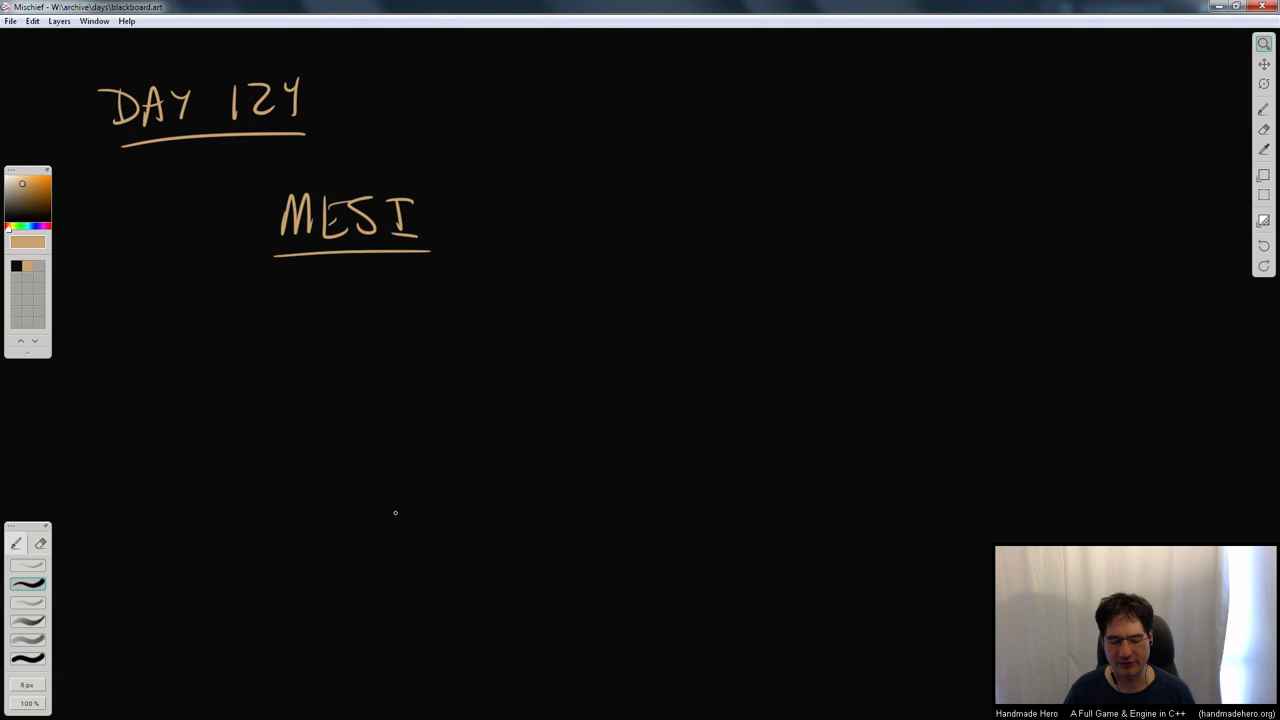 Mischief - W:\archive\days\blackboard.art
File Edit Layers Window Help
DAY 124
MESI
6 px
100 %
Handmade Hero A Full Game & Engine in C++ (handmadehero.org)